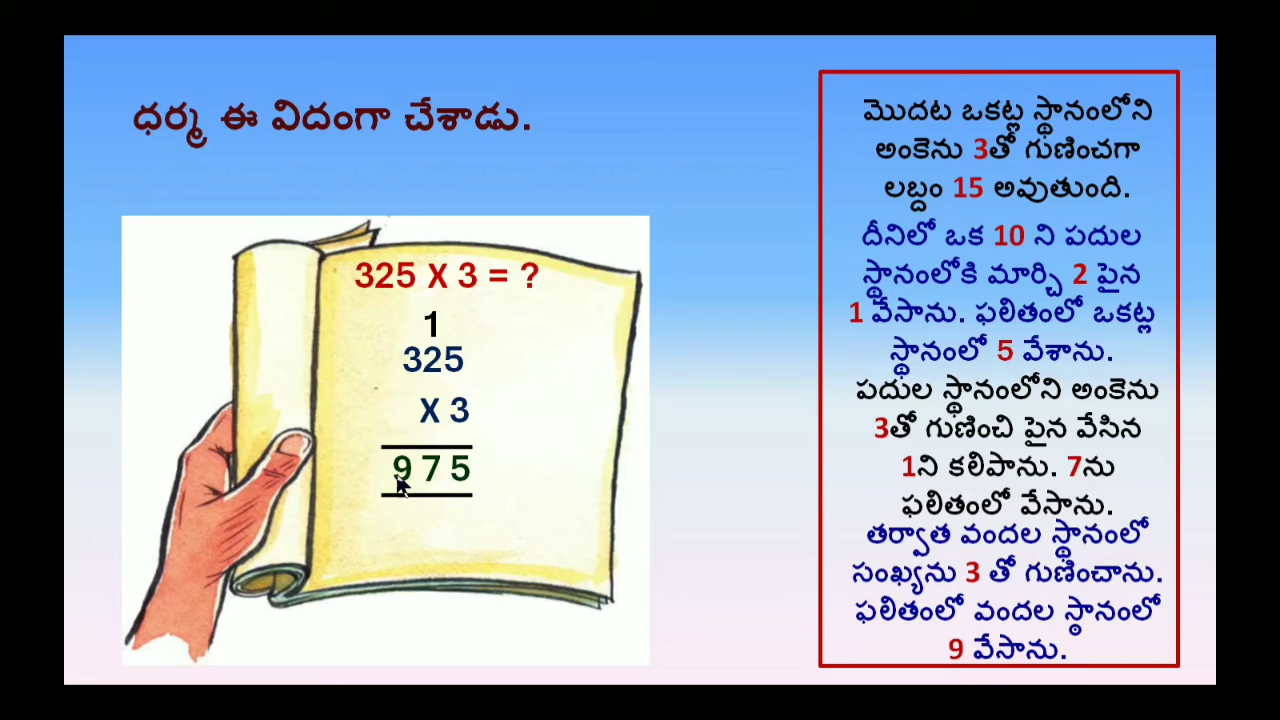 ధర్మ ఈ విదంగా చేశాడు.
325 X 3 = ?
1
325
X 3
9 7 5
మొదట ఒకట్ల స్థానంలోని
అంకెను 3తో గుణించగా
లబ్దం 15 అవుతుంది.
దీనిలో ఒక 10 ని పదుల
స్థానంలోకి మార్చి 2 పైన
1 వేసాను. ఫలితంలో ఒకట్ల
స్థానంలో 5 వేశాను.
పదుల స్థానంలోని అంకెను
3తో గుణించి పైన వేసిన
1ని కలిపాను. 7ను
ఫలితంలో వేసాను.
తర్వాత వందల స్థానంలో
సంఖ్యను 3 తో గుణించాను.
ఫలితంలో వందల స్ఠానంలో
9 వేసాను.